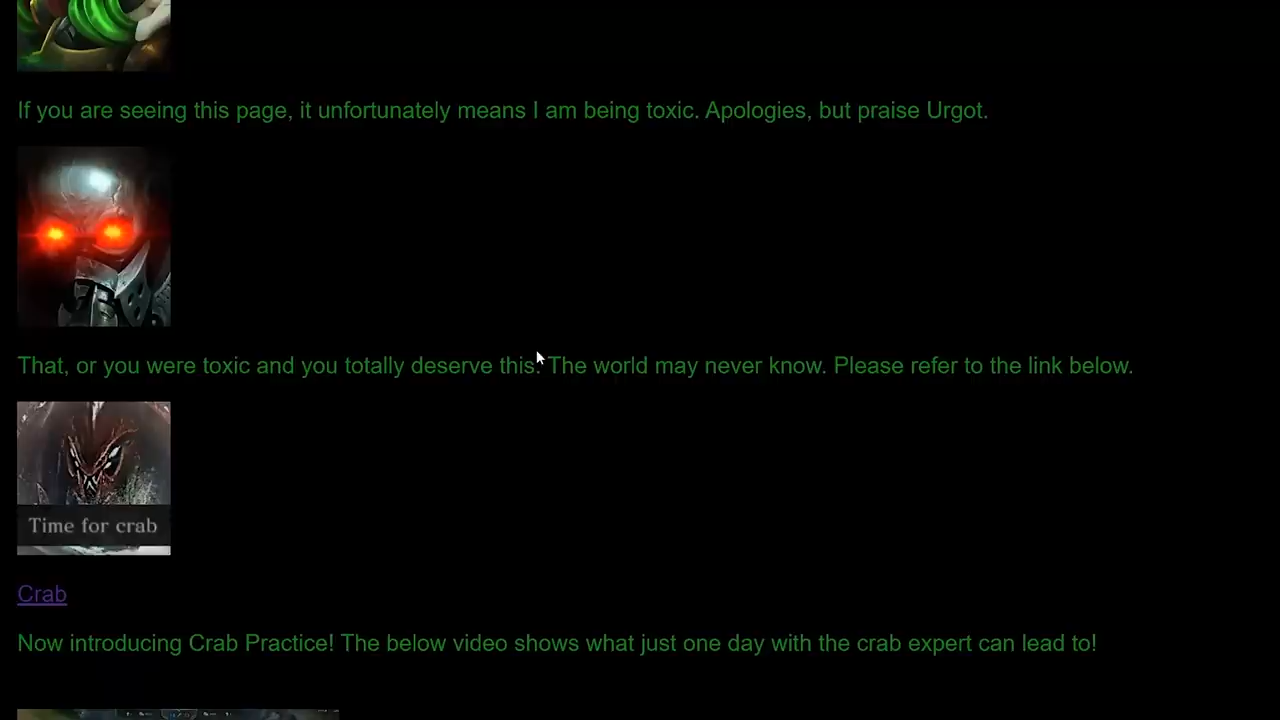 If you are seeing this page, it unfortunately means I am being toxic. Apologies, but praise Urgot.
That, or you were toxic and you totally deserve this. The world may never know. Please refer to the link below.
Time for crab
Crab
Now introducing Crab Practice! The below video shows what just one day with the crab expert can lead to!